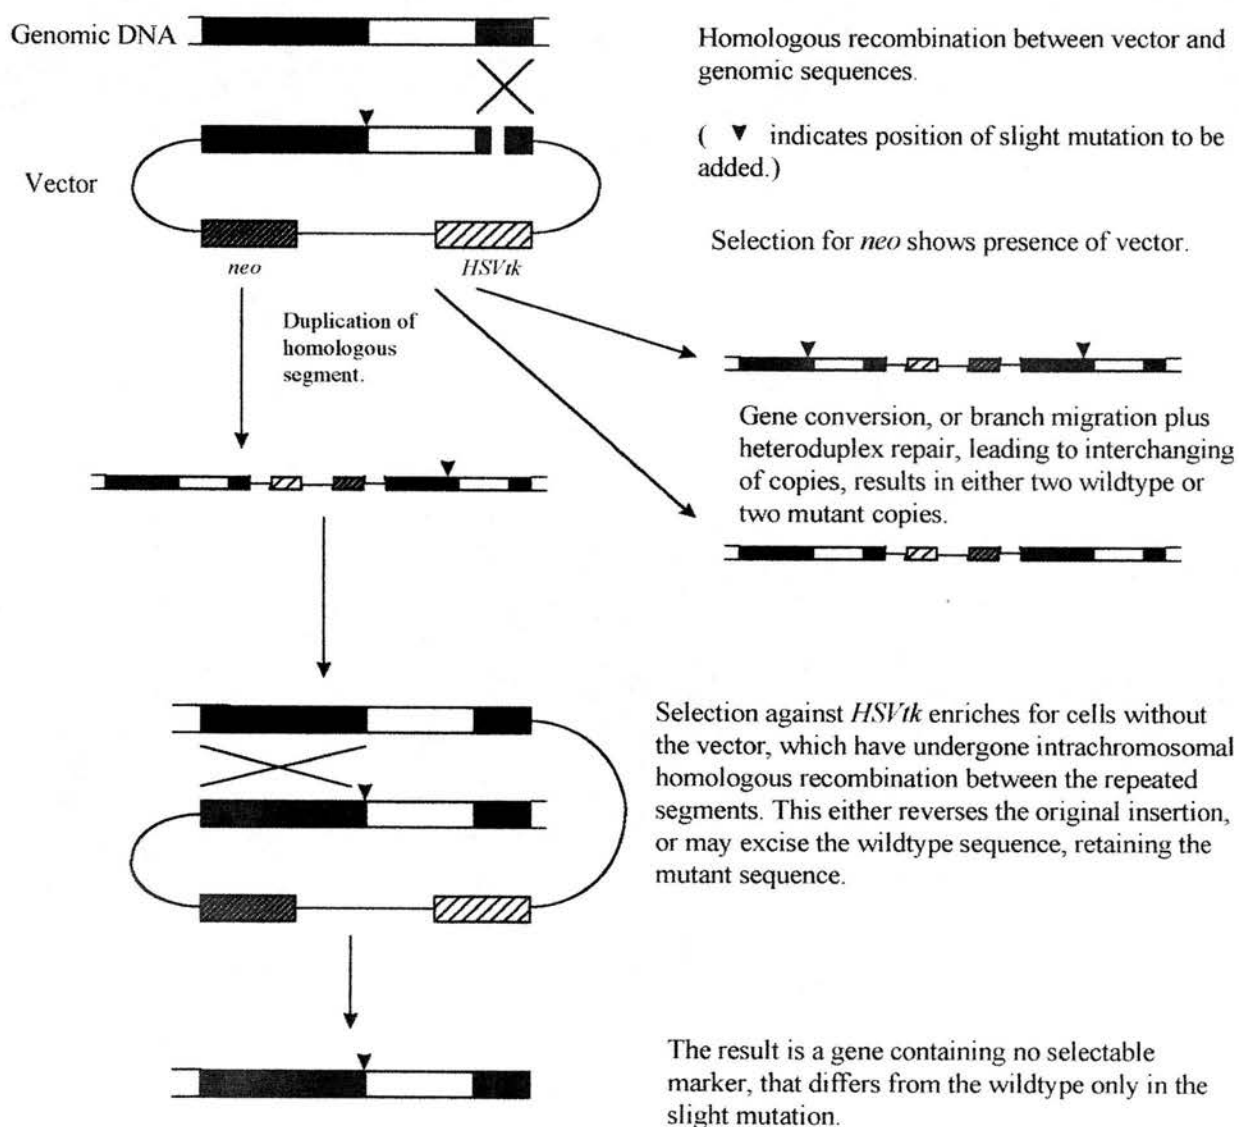 Genomic DNA
Homologous recombination between vector and
genomic sequences.
( ▼ indicates position of slight mutation to be
added.)
Vector
Selection for neo shows presence of vector.
neo
HSVtk
Duplication of
homologous
segment.
Gene conversion, or branch migration plus
heteroduplex repair, leading to interchanging
of copies, results in either two wildtype or
two mutant copies.
Selection against HSVtk enriches for cells without
the vector, which have undergone intrachromosomal
homologous recombination between the repeated
segments. This either reverses the original insertion,
or may excise the wildtype sequence, retaining the
mutant sequence.
The result is a gene containing no selectable
marker, that differs from the wildtype only in the
slight mutation.